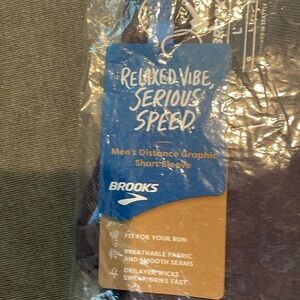 RELAXED VIBE,
SERIOUS
SPEED.
Men's Distance Graphic
Short Sleeve
BROOKS
FIT FOR YOUR RUN
BREATHABLE FABRIC
AND SMOOTH SEAMS
DRILAYER WICKS
SWEAT, DRIES FAST